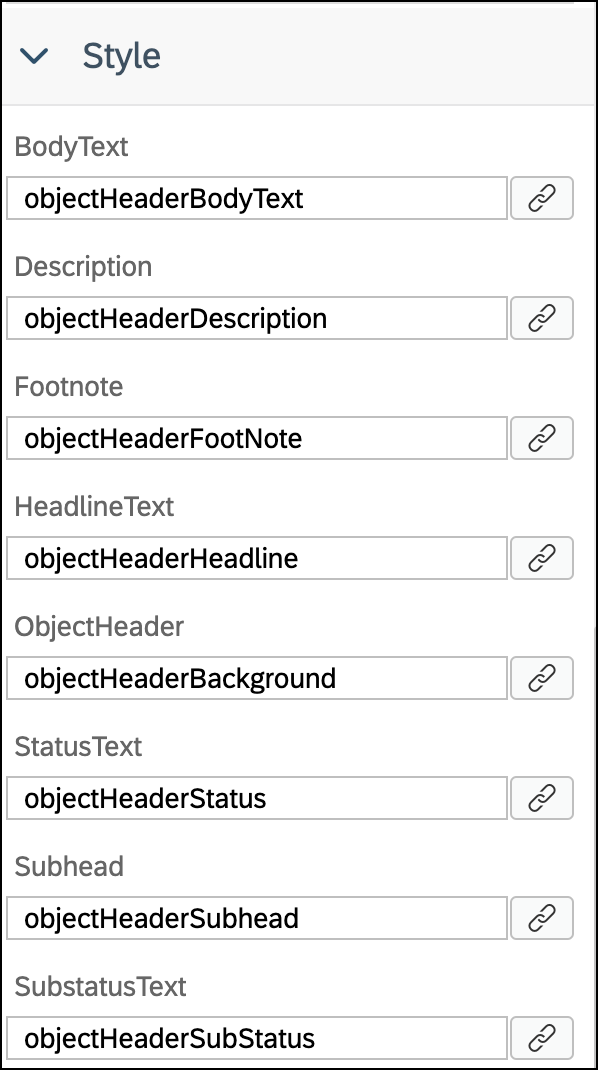 Style
BodyText
objectHeaderBodyText
Description
objectHeaderDescription
Footnote
objectHeaderFootNote
HeadlineText
objectHeaderHeadline
ObjectHeader
objectHeaderBackground
StatusText
objectHeaderStatus
Subhead
objectHeaderSubhead
SubstatusText
objectHeaderSubStatus